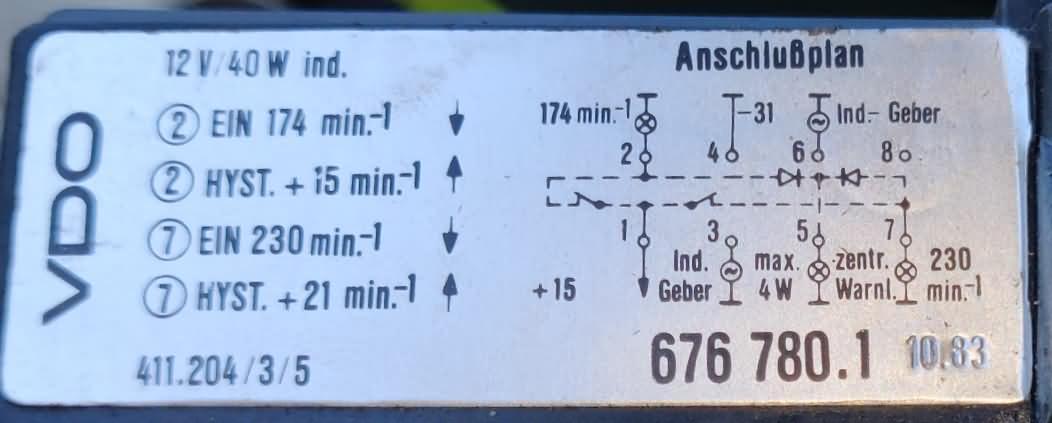 VDO
12 V/40 W ind.
② EIN 174 min.-1 ↓
② HYST. + 15 min.-1 ↑
⑦ EIN 230 min.-1 ↓
⑦ HYST. + 21 min.-1 ↑
411.204/3/5
Anschlußplan
174 min.-1 -31 Ind.- Geber
2 4 6 8
1 3 5 7
Ind. max. zentr. 230
+15 Geber 4W Warnl. min.-1
676 780.1 10.83